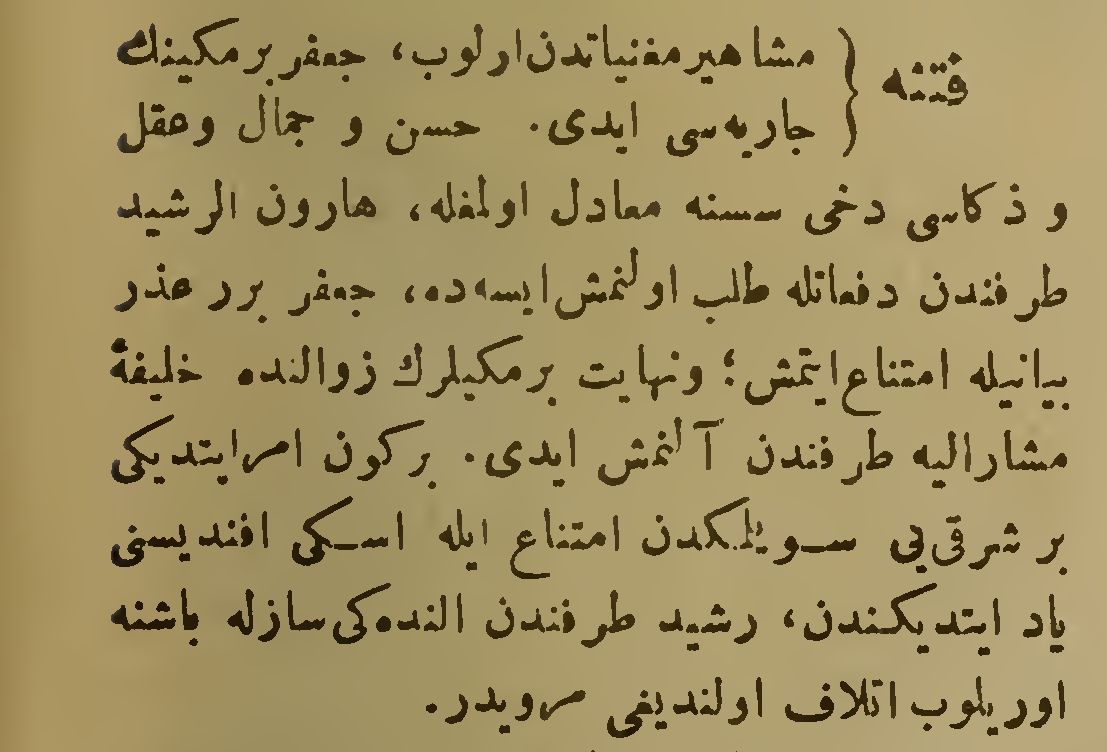 فتنه { مشاهیر مغنیاتدن اولوب، جعفر برمکینك
جاریه‌سی ایدی. حسن و جمال و عقل
و ذکاسی دخی سسنه معادل اولمغله، هارون الرشید
طرفندن دفعاتله طلب اولنمش ایسه‌ده، جعفر برر عذر
بیانیله امتناع ایتمش؛ ونهایت برمکیلرك زوالنده خلیفهٔ
مشارالیه طرفندن آلنمش ایدی. برکون امر ایتدیکی
بر شرقی‌یی سویلمکدن امتناع ایله اسکی افندیسنی
یاد ایتدیکندن، رشید طرفندن النده‌کی سازله باشنه
اوریلوب اتلاف اولندیغی مرویدر.